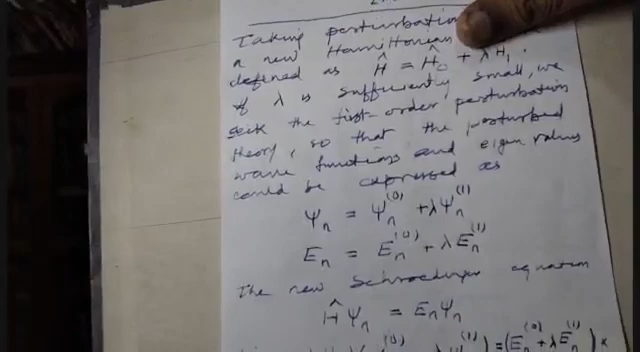 Taking perturbation
a new Hamiltonian
defined as Ĥ = Ĥ₀ + λH₁.
If λ is sufficiently small, we
seek the first-order perturbation
theory, so that the perturbed
wave functions and eigen values
could be expressed as
Ψₙ = Ψₙ⁽⁰⁾ + λΨₙ⁽¹⁾
Eₙ = Eₙ⁽⁰⁾ + λEₙ⁽¹⁾
The new Schroedinger equation
ĤΨₙ = EₙΨₙ
= (Eₙ⁽⁰⁾ + λEₙ⁽¹⁾) ×